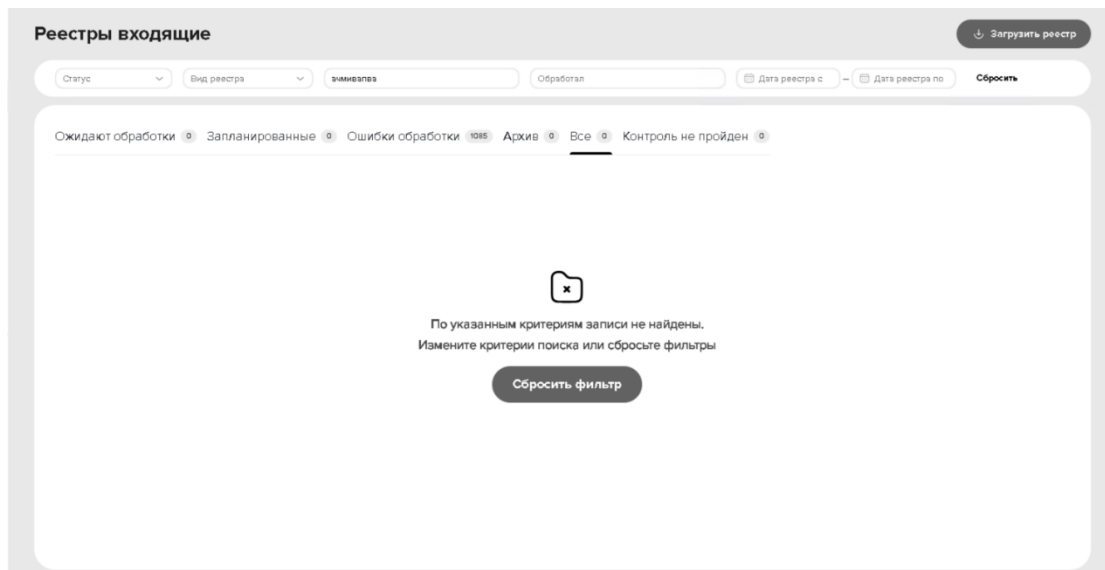 Реестры входящие
Загрузить реестр
Статус Вид реестра ачмивапва Обработал Дата реестра с – Дата реестра по Сбросить
Ожидают обработки 0 Запланированные 0 Ошибки обработки 1085 Архив 0 Все 0 Контроль не пройден 0
По указанным критериям записи не найдены.
Измените критерии поиска или сбросьте фильтры
Сбросить фильтр